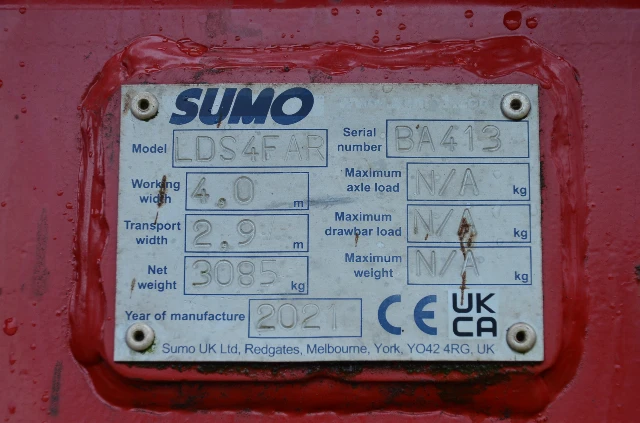 SUMO
Model LDS4FAR Serial number BA413
Working width 4.0 m Maximum axle load N/A kg
Transport width 2.9 m Maximum drawbar load N/A kg
Net weight 3085 kg Maximum weight N/A kg
Year of manufacture 2021 CE UK CA
Sumo UK Ltd, Redgates, Melbourne, York, YO42 4RG, UK